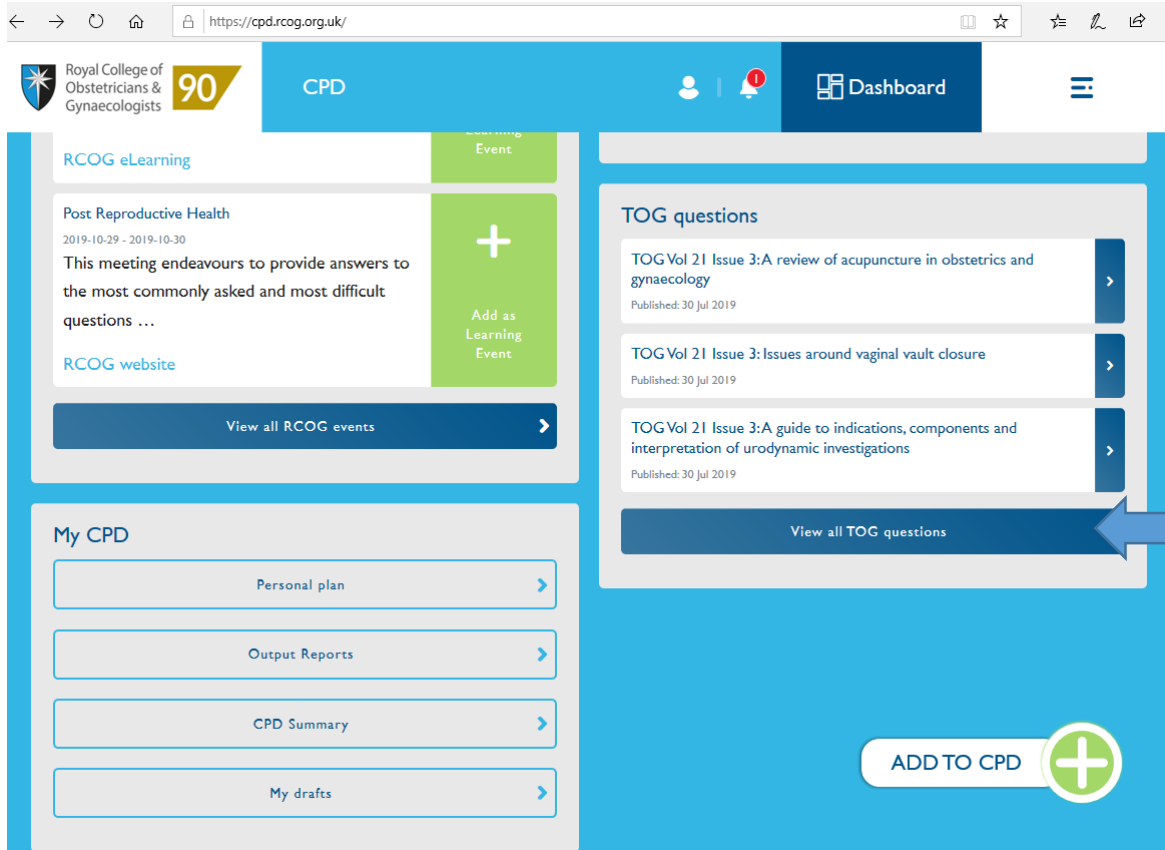 https://cpd.rcog.org.uk/
Royal College of
Obstetricians &
Gynaecologists
90
CPD
1
Dashboard
Learning
Event
RCOG eLearning
Post Reproductive Health
2019-10-29 - 2019-10-30
This meeting endeavours to provide answers to
the most commonly asked and most difficult
questions …
RCOG website
Add as
Learning
Event
View all RCOG events
My CPD
Personal plan
Output Reports
CPD Summary
My drafts
TOG questions
TOG Vol 21 Issue 3: A review of acupuncture in obstetrics and
gynaecology
Published: 30 Jul 2019
TOG Vol 21 Issue 3: Issues around vaginal vault closure
Published: 30 Jul 2019
TOG Vol 21 Issue 3: A guide to indications, components and
interpretation of urodynamic investigations
Published: 30 Jul 2019
View all TOG questions
ADD TO CPD